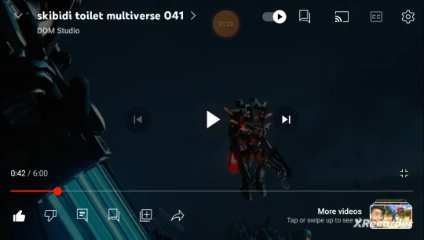 skibidi toilet multiverse 041
DOM Studio
CC
0:42 / 6:00
More videos
Tap or swipe up to see
XRecorder